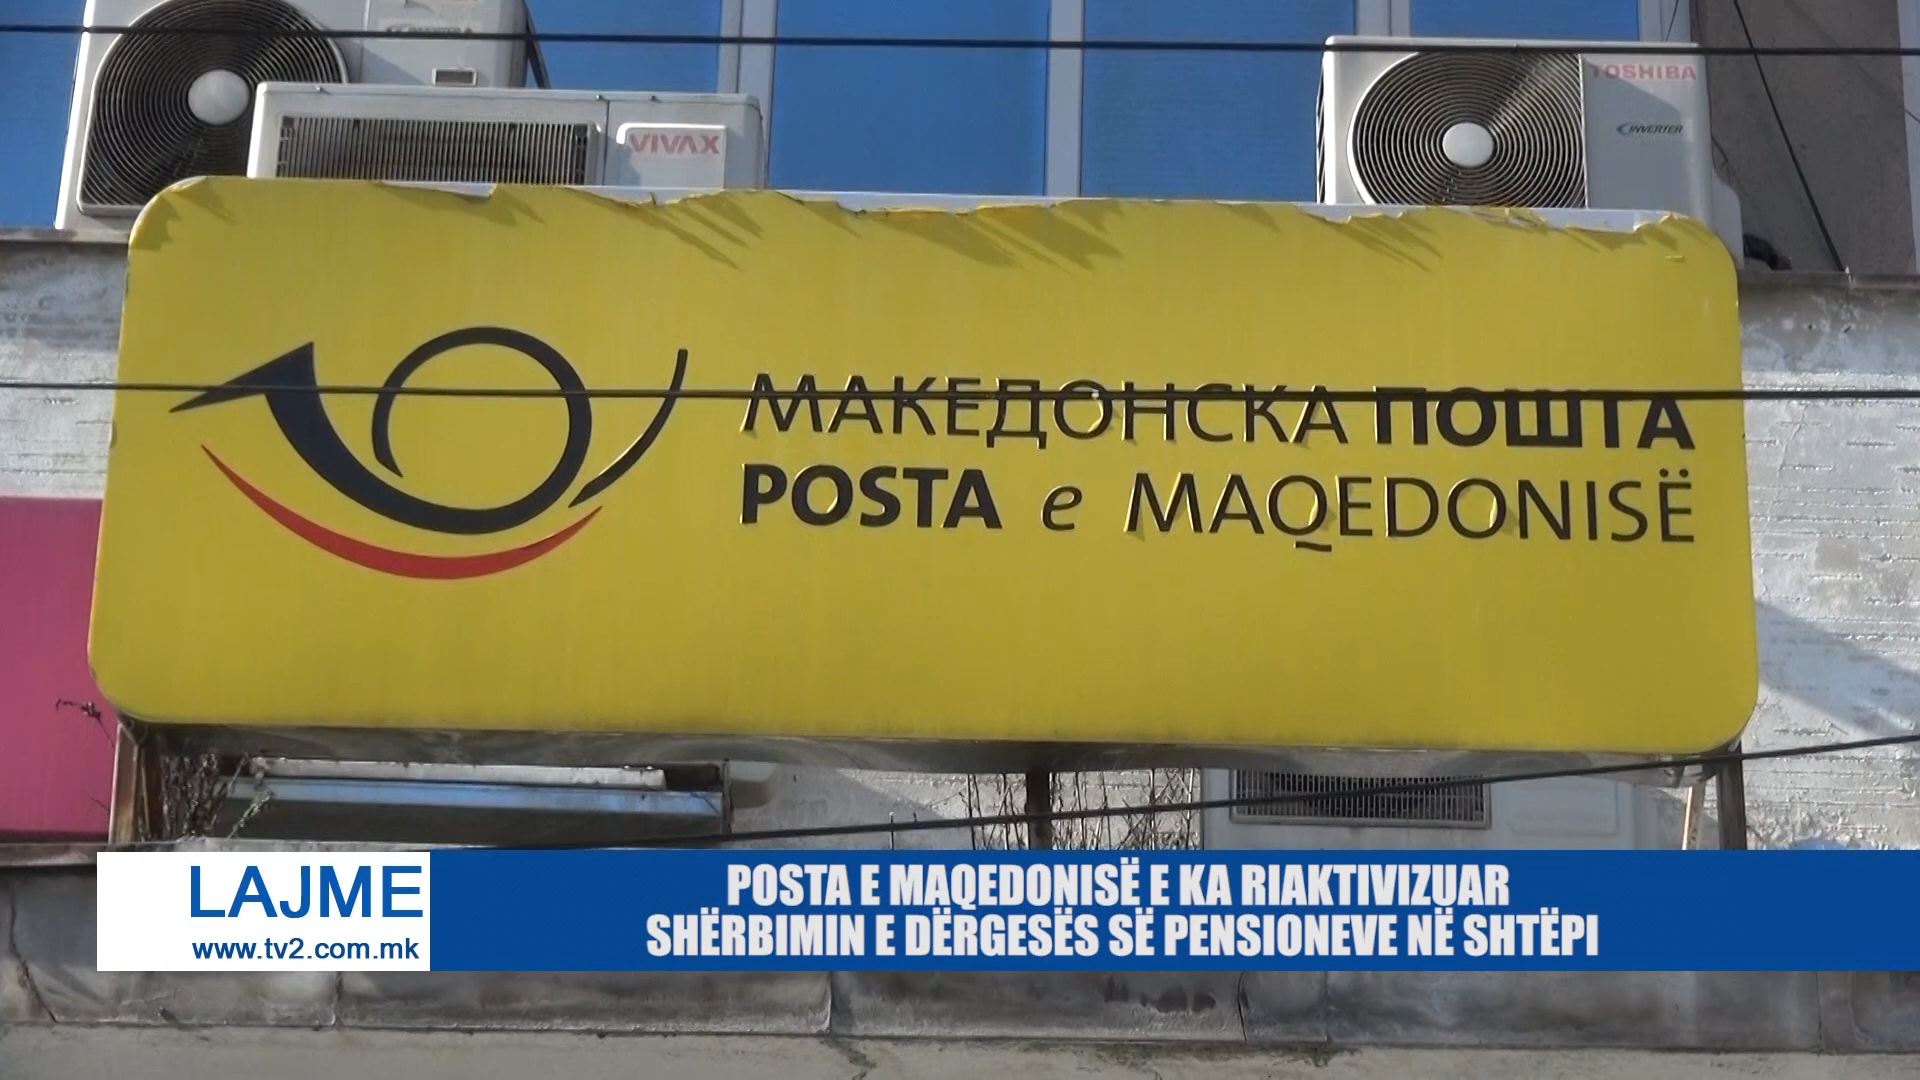 VIVAX
TOSHIBA
INVERTER
МАКЕДОНСКА ПОШТА
POSTA e MAQEDONISË
LAJME
www.tv2.com.mk
POSTA E MAQEDONISË E KA RIAKTIVIZUAR
SHËRBIMIN E DËRGESËS SË PENSIONEVE NË SHTËPI